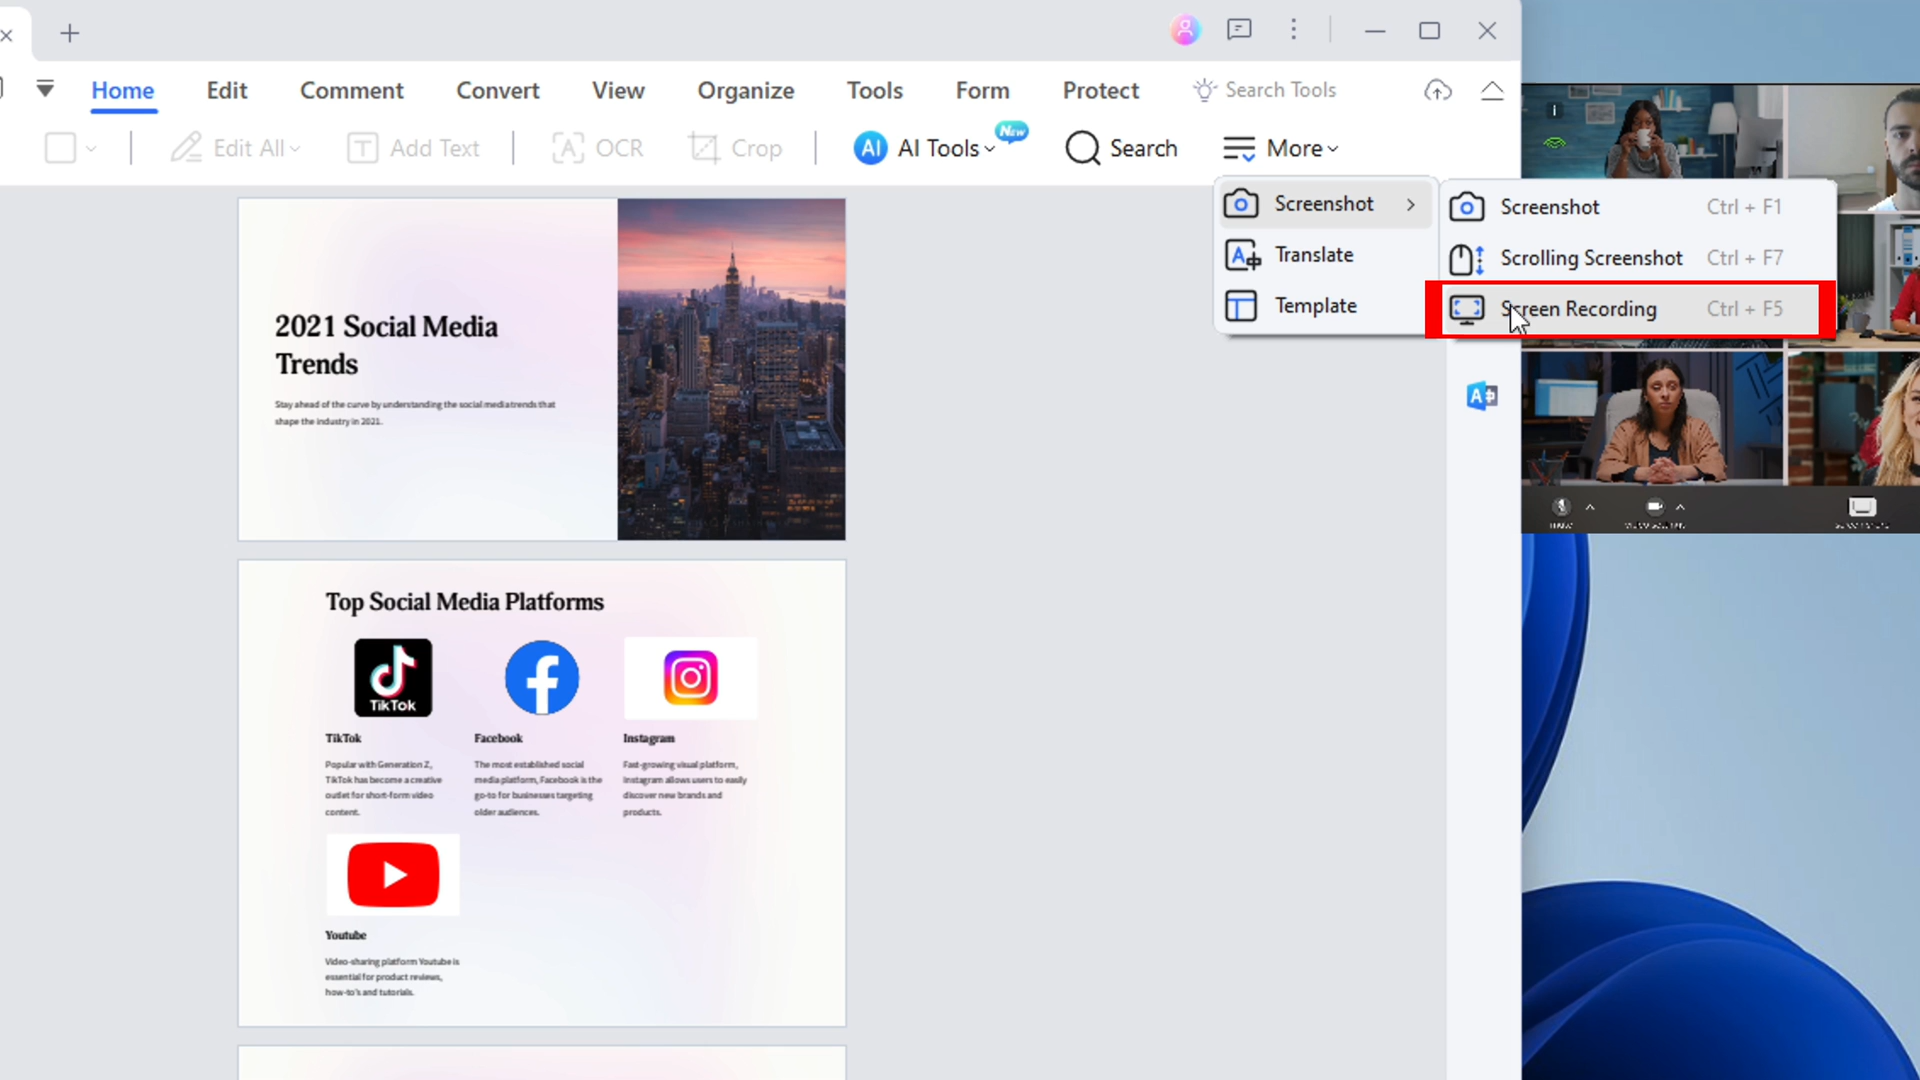 Home Edit Comment Convert View Organize Tools Form Protect Search Tools
Edit All T Add Text A OCR Crop AI AI Tools New Search More
Screenshot
Translate
Template
Screenshot Ctrl + F1
Scrolling Screenshot Ctrl + F7
Screen Recording Ctrl + F5
2021 Social Media
Trends
Stay ahead of the curve by understanding the social media trends that
shape the industry in 2021.
Top Social Media Platforms
TikTok
TikTok
Popular with Generation Z,
TikTok has become a creative
outlet for short-form video
content.
Facebook
The most established social
media platform, Facebook is the
go-to for businesses targeting
older audiences.
Instagram
Fast-growing visual platform,
Instagram allows users to easily
discover new brands and
products.
Youtube
Video-sharing platform Youtube is
essential for product reviews,
how-to's and tutorials.
mute